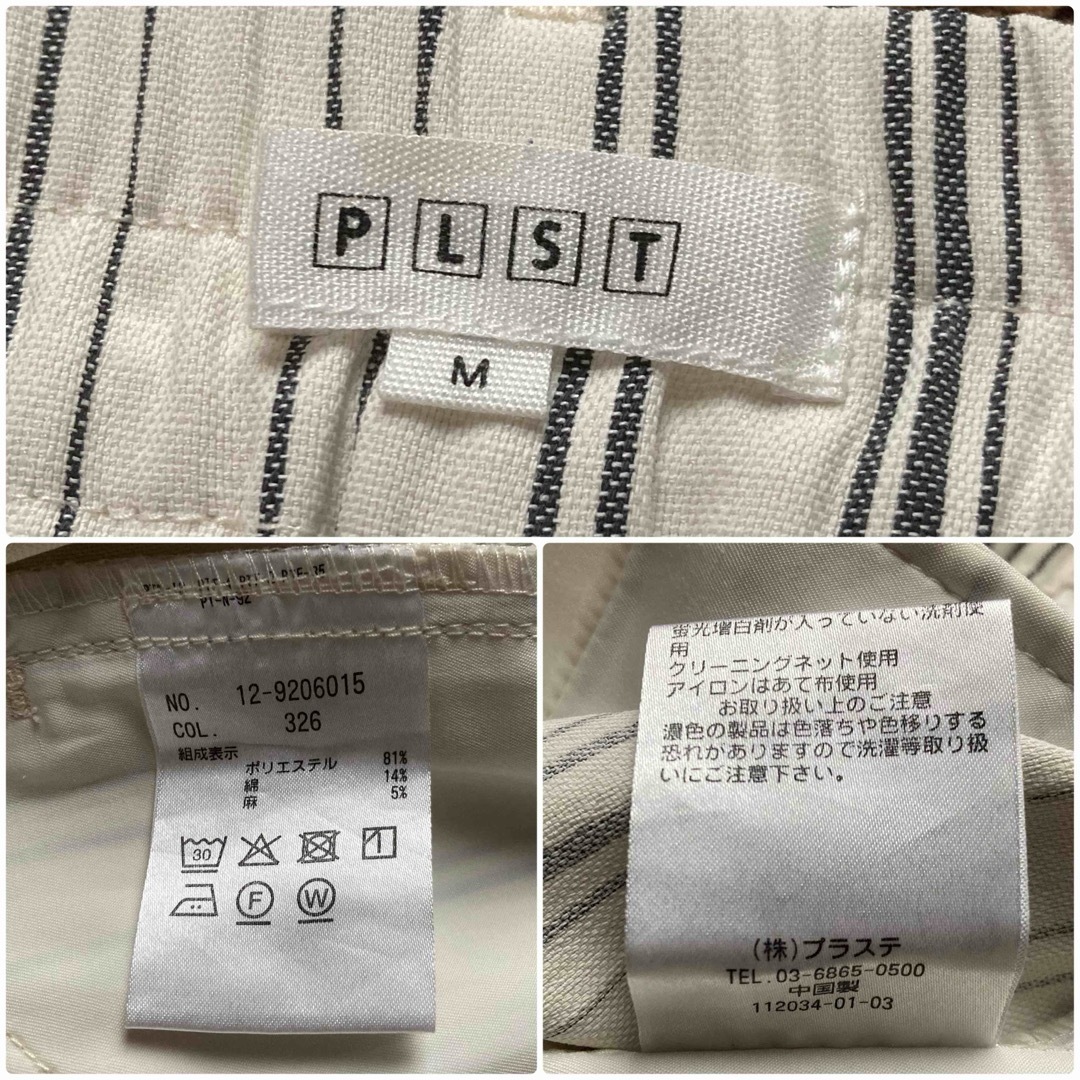 PLST
M
PT-N-92
NO. 12-9206015
COL. 326
組成表示
ポリエステル 81%
綿 14%
麻 5%
30
F W
蛍光増白剤が入っていない洗剤使
用
クリーニングネット使用
アイロンはあて布使用
お取り扱い上のご注意
濃色の製品は色落ちや色移りする
恐れがありますので洗濯等取り扱
いにご注意下さい。
(株)プラステ
TEL.03-6865-0500
中国製
112034-01-03